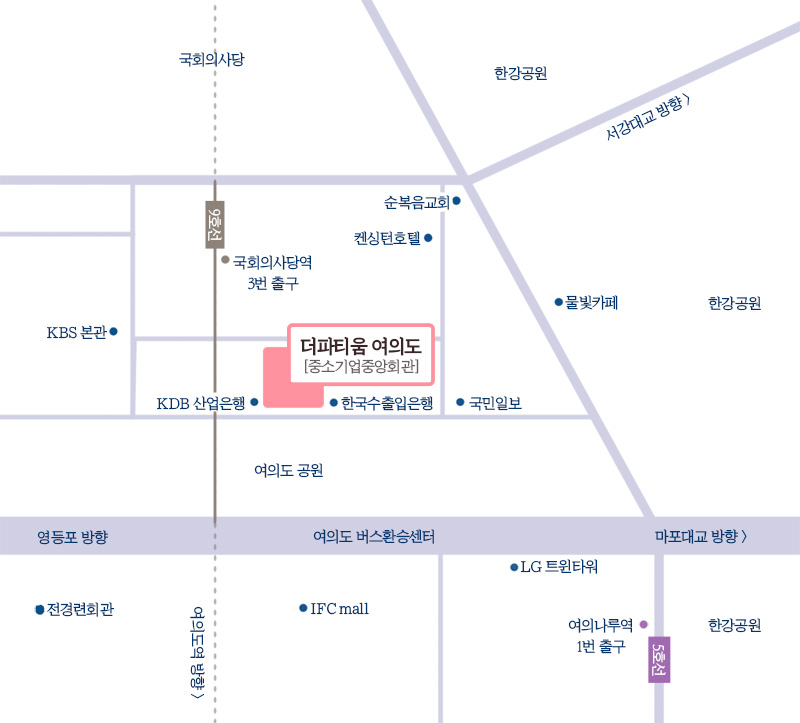 국회의사당
한강공원
서강대교 방향 >
순복음교회
9호선
켄싱턴호텔
국회의사당역
3번 출구
물빛카페
한강공원
KBS 본관
더파티움 여의도
[중소기업중앙회관]
KDB 산업은행
한국수출입은행
국민일보
여의도 공원
영등포 방향
여의도 버스환승센터
마포대교 방향 >
LG 트윈타워
전경련회관
IFC mall
여의도역 방향 >
여의나루역
1번 출구
한강공원
5호선